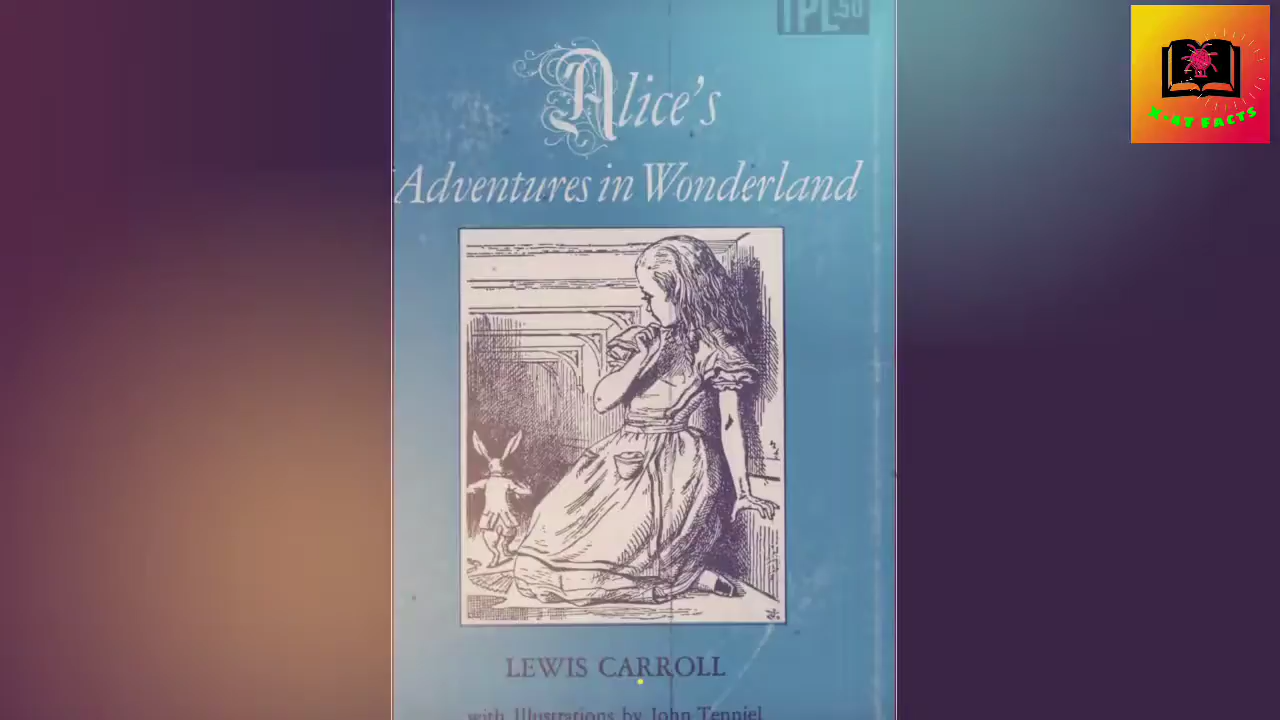 Alice's
Adventures in Wonderland
LEWIS CARROLL
with Illustrations by John Tenniel